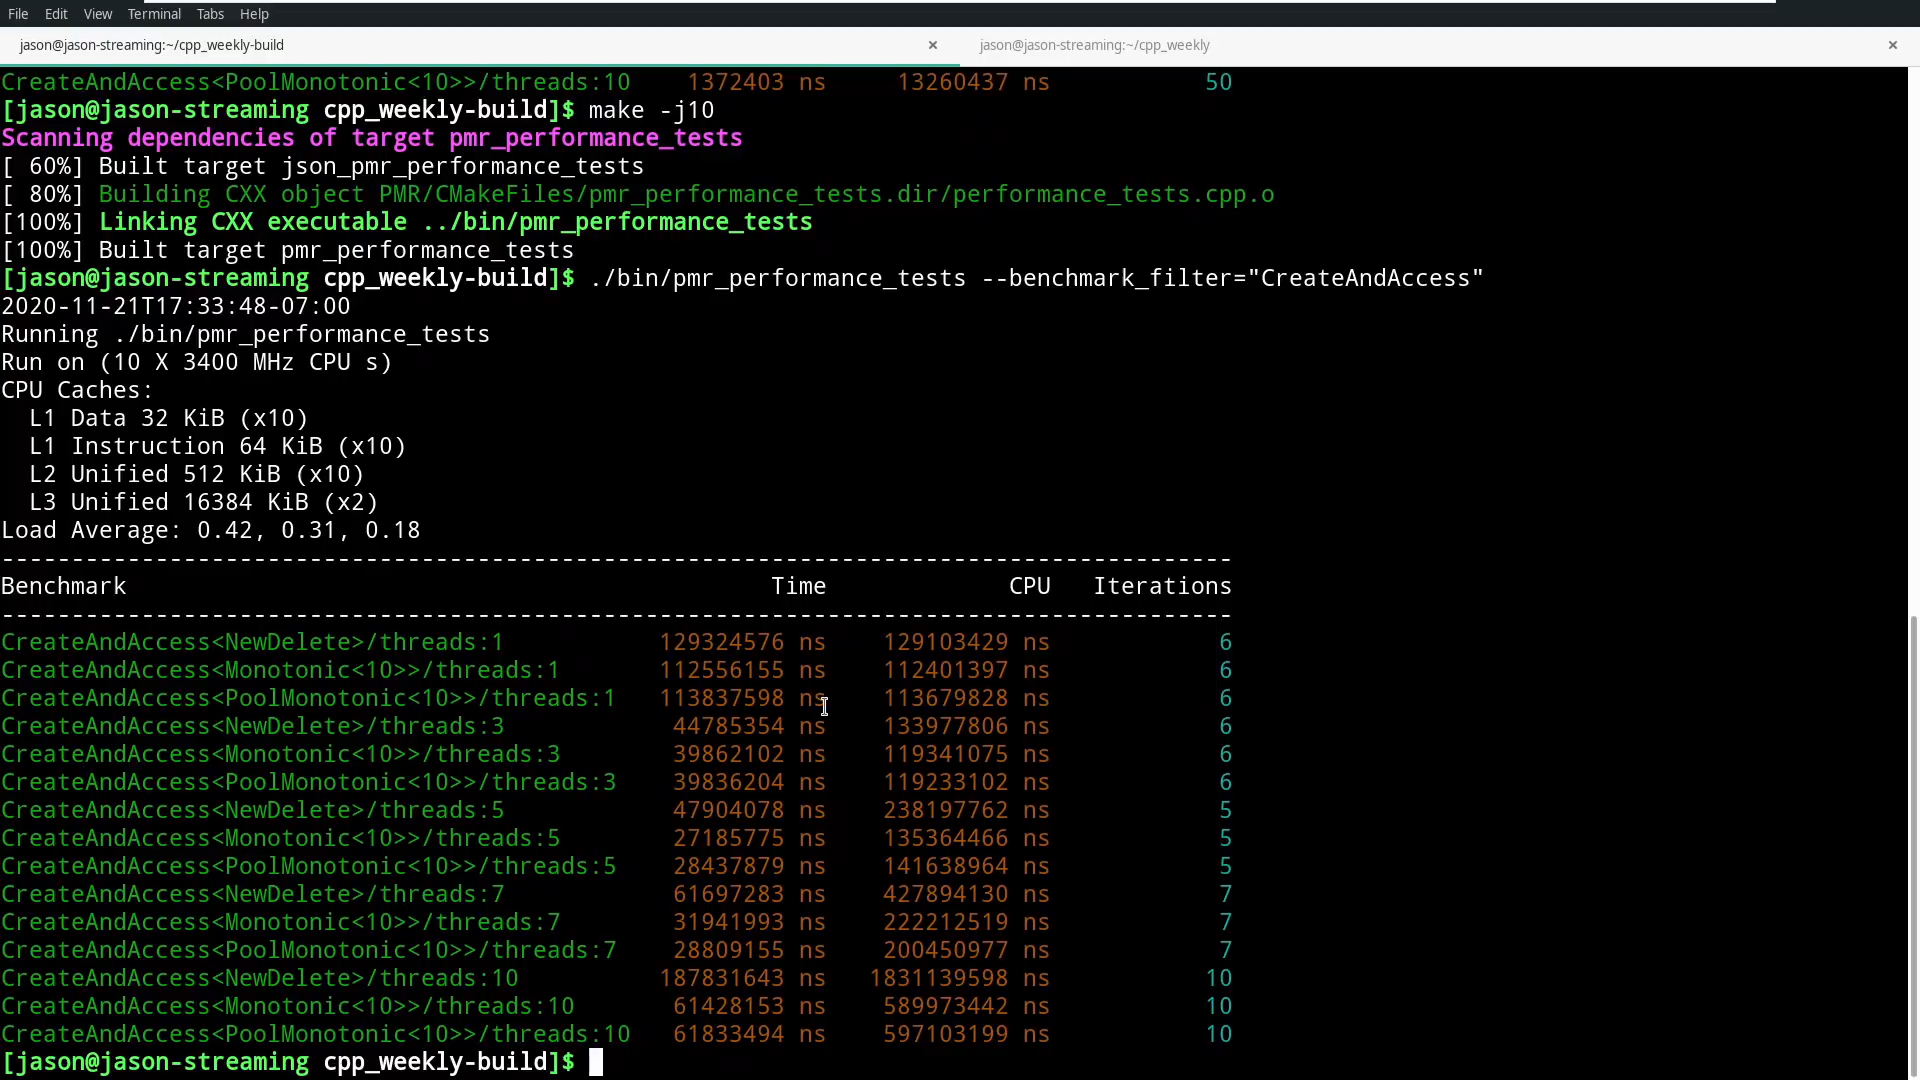 File Edit View Terminal Tabs Help
jason@jason-streaming:~/cpp_weekly-build × jason@jason-streaming:~/cpp_weekly ×
CreateAndAccess<PoolMonotonic<10>>/threads:10 1372403 ns 13260437 ns 50
[jason@jason-streaming cpp_weekly-build]$ make -j10
Scanning dependencies of target pmr_performance_tests
[ 60%] Built target json_pmr_performance_tests
[ 80%] Building CXX object PMR/CMakeFiles/pmr_performance_tests.dir/performance_tests.cpp.o
[100%] Linking CXX executable ../bin/pmr_performance_tests
[100%] Built target pmr_performance_tests
[jason@jason-streaming cpp_weekly-build]$ ./bin/pmr_performance_tests --benchmark_filter="CreateAndAccess"
2020-11-21T17:33:48-07:00
Running ./bin/pmr_performance_tests
Run on (10 X 3400 MHz CPU s)
CPU Caches:
  L1 Data 32 KiB (x10)
  L1 Instruction 64 KiB (x10)
  L2 Unified 512 KiB (x10)
  L3 Unified 16384 KiB (x2)
Load Average: 0.42, 0.31, 0.18
----------------------------------------------------------------------------------------
Benchmark Time CPU Iterations
----------------------------------------------------------------------------------------
CreateAndAccess<NewDelete>/threads:1 129324576 ns 129103429 ns 6
CreateAndAccess<Monotonic<10>>/threads:1 112556155 ns 112401397 ns 6
CreateAndAccess<PoolMonotonic<10>>/threads:1 113837598 ns 113679828 ns 6
CreateAndAccess<NewDelete>/threads:3 44785354 ns 133977806 ns 6
CreateAndAccess<Monotonic<10>>/threads:3 39862102 ns 119341075 ns 6
CreateAndAccess<PoolMonotonic<10>>/threads:3 39836204 ns 119233102 ns 6
CreateAndAccess<NewDelete>/threads:5 47904078 ns 238197762 ns 5
CreateAndAccess<Monotonic<10>>/threads:5 27185775 ns 135364466 ns 5
CreateAndAccess<PoolMonotonic<10>>/threads:5 28437879 ns 141638964 ns 5
CreateAndAccess<NewDelete>/threads:7 61697283 ns 427894130 ns 7
CreateAndAccess<Monotonic<10>>/threads:7 31941993 ns 222212519 ns 7
CreateAndAccess<PoolMonotonic<10>>/threads:7 28809155 ns 200450977 ns 7
CreateAndAccess<NewDelete>/threads:10 187831643 ns 1831139598 ns 10
CreateAndAccess<Monotonic<10>>/threads:10 61428153 ns 589973442 ns 10
CreateAndAccess<PoolMonotonic<10>>/threads:10 61833494 ns 597103199 ns 10
[jason@jason-streaming cpp_weekly-build]$